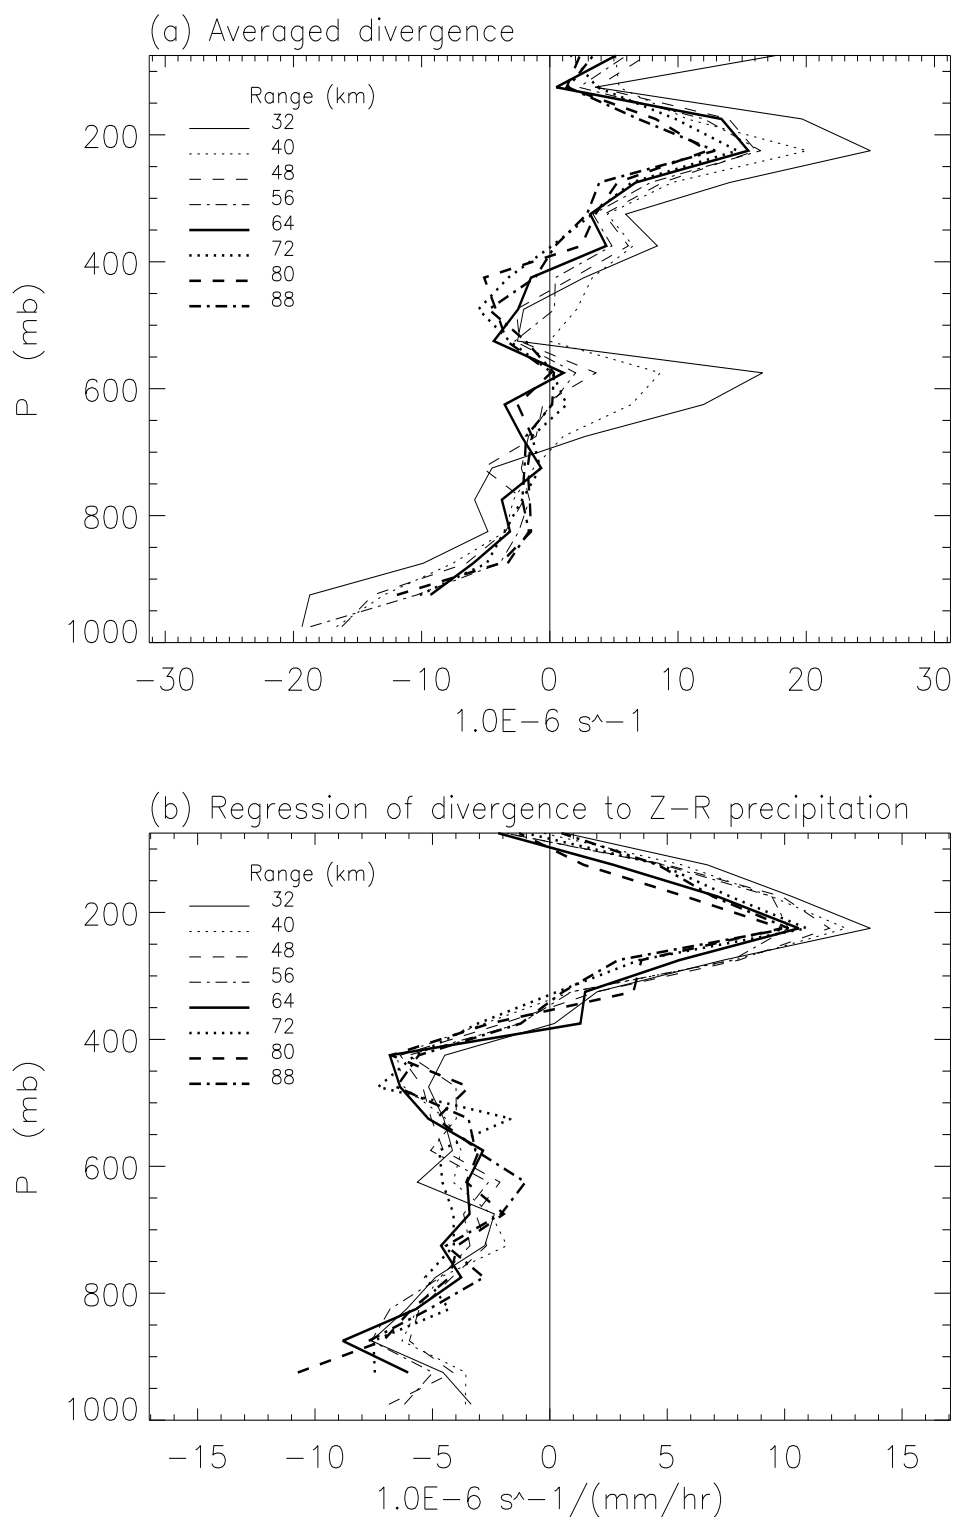 (a) Averaged divergence
Range (km)
32
40
48
56
64
72
80
88
200
400
600
800
1000
P (mb)
−30 −20 −10 0 10 20 30
1.0E−6 s^−1
(b) Regression of divergence to Z−R precipitation
Range (km)
32
40
48
56
64
72
80
88
200
400
600
800
1000
P (mb)
−15 −10 −5 0 5 10 15
1.0E−6 s^−1/(mm/hr)